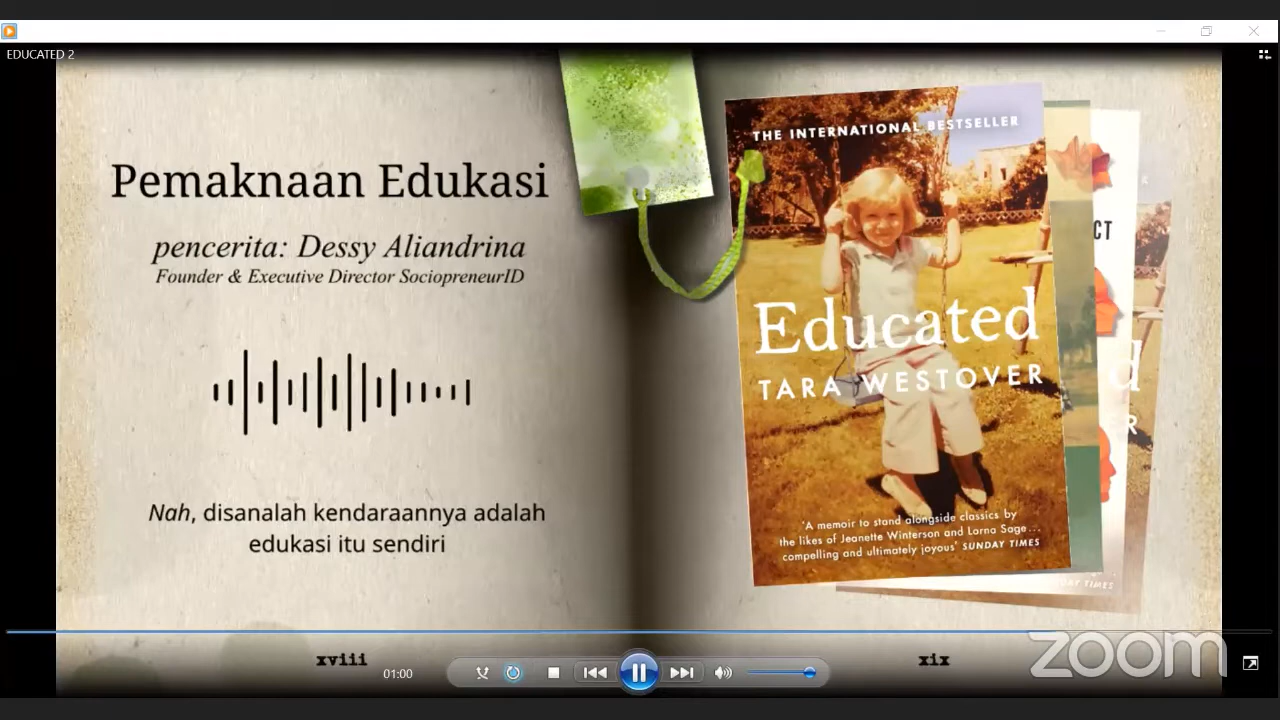 EDUCATED 2
Pemaknaan Edukasi
pencerita: Dessy Aliandrina
Founder & Executive Director SociopreneurID
Nah, disanalah kendaraannya adalah
edukasi itu sendiri
THE INTERNATIONAL BESTSELLER
Educated
TARA WESTOVER
'A memoir to stand alongside classics by
the likes of Jeanette Winterson and Lorna Sage...
compelling and ultimately joyous' SUNDAY TIMES
CT
d
R
TIMES
xviii
01:00
xix
zoom